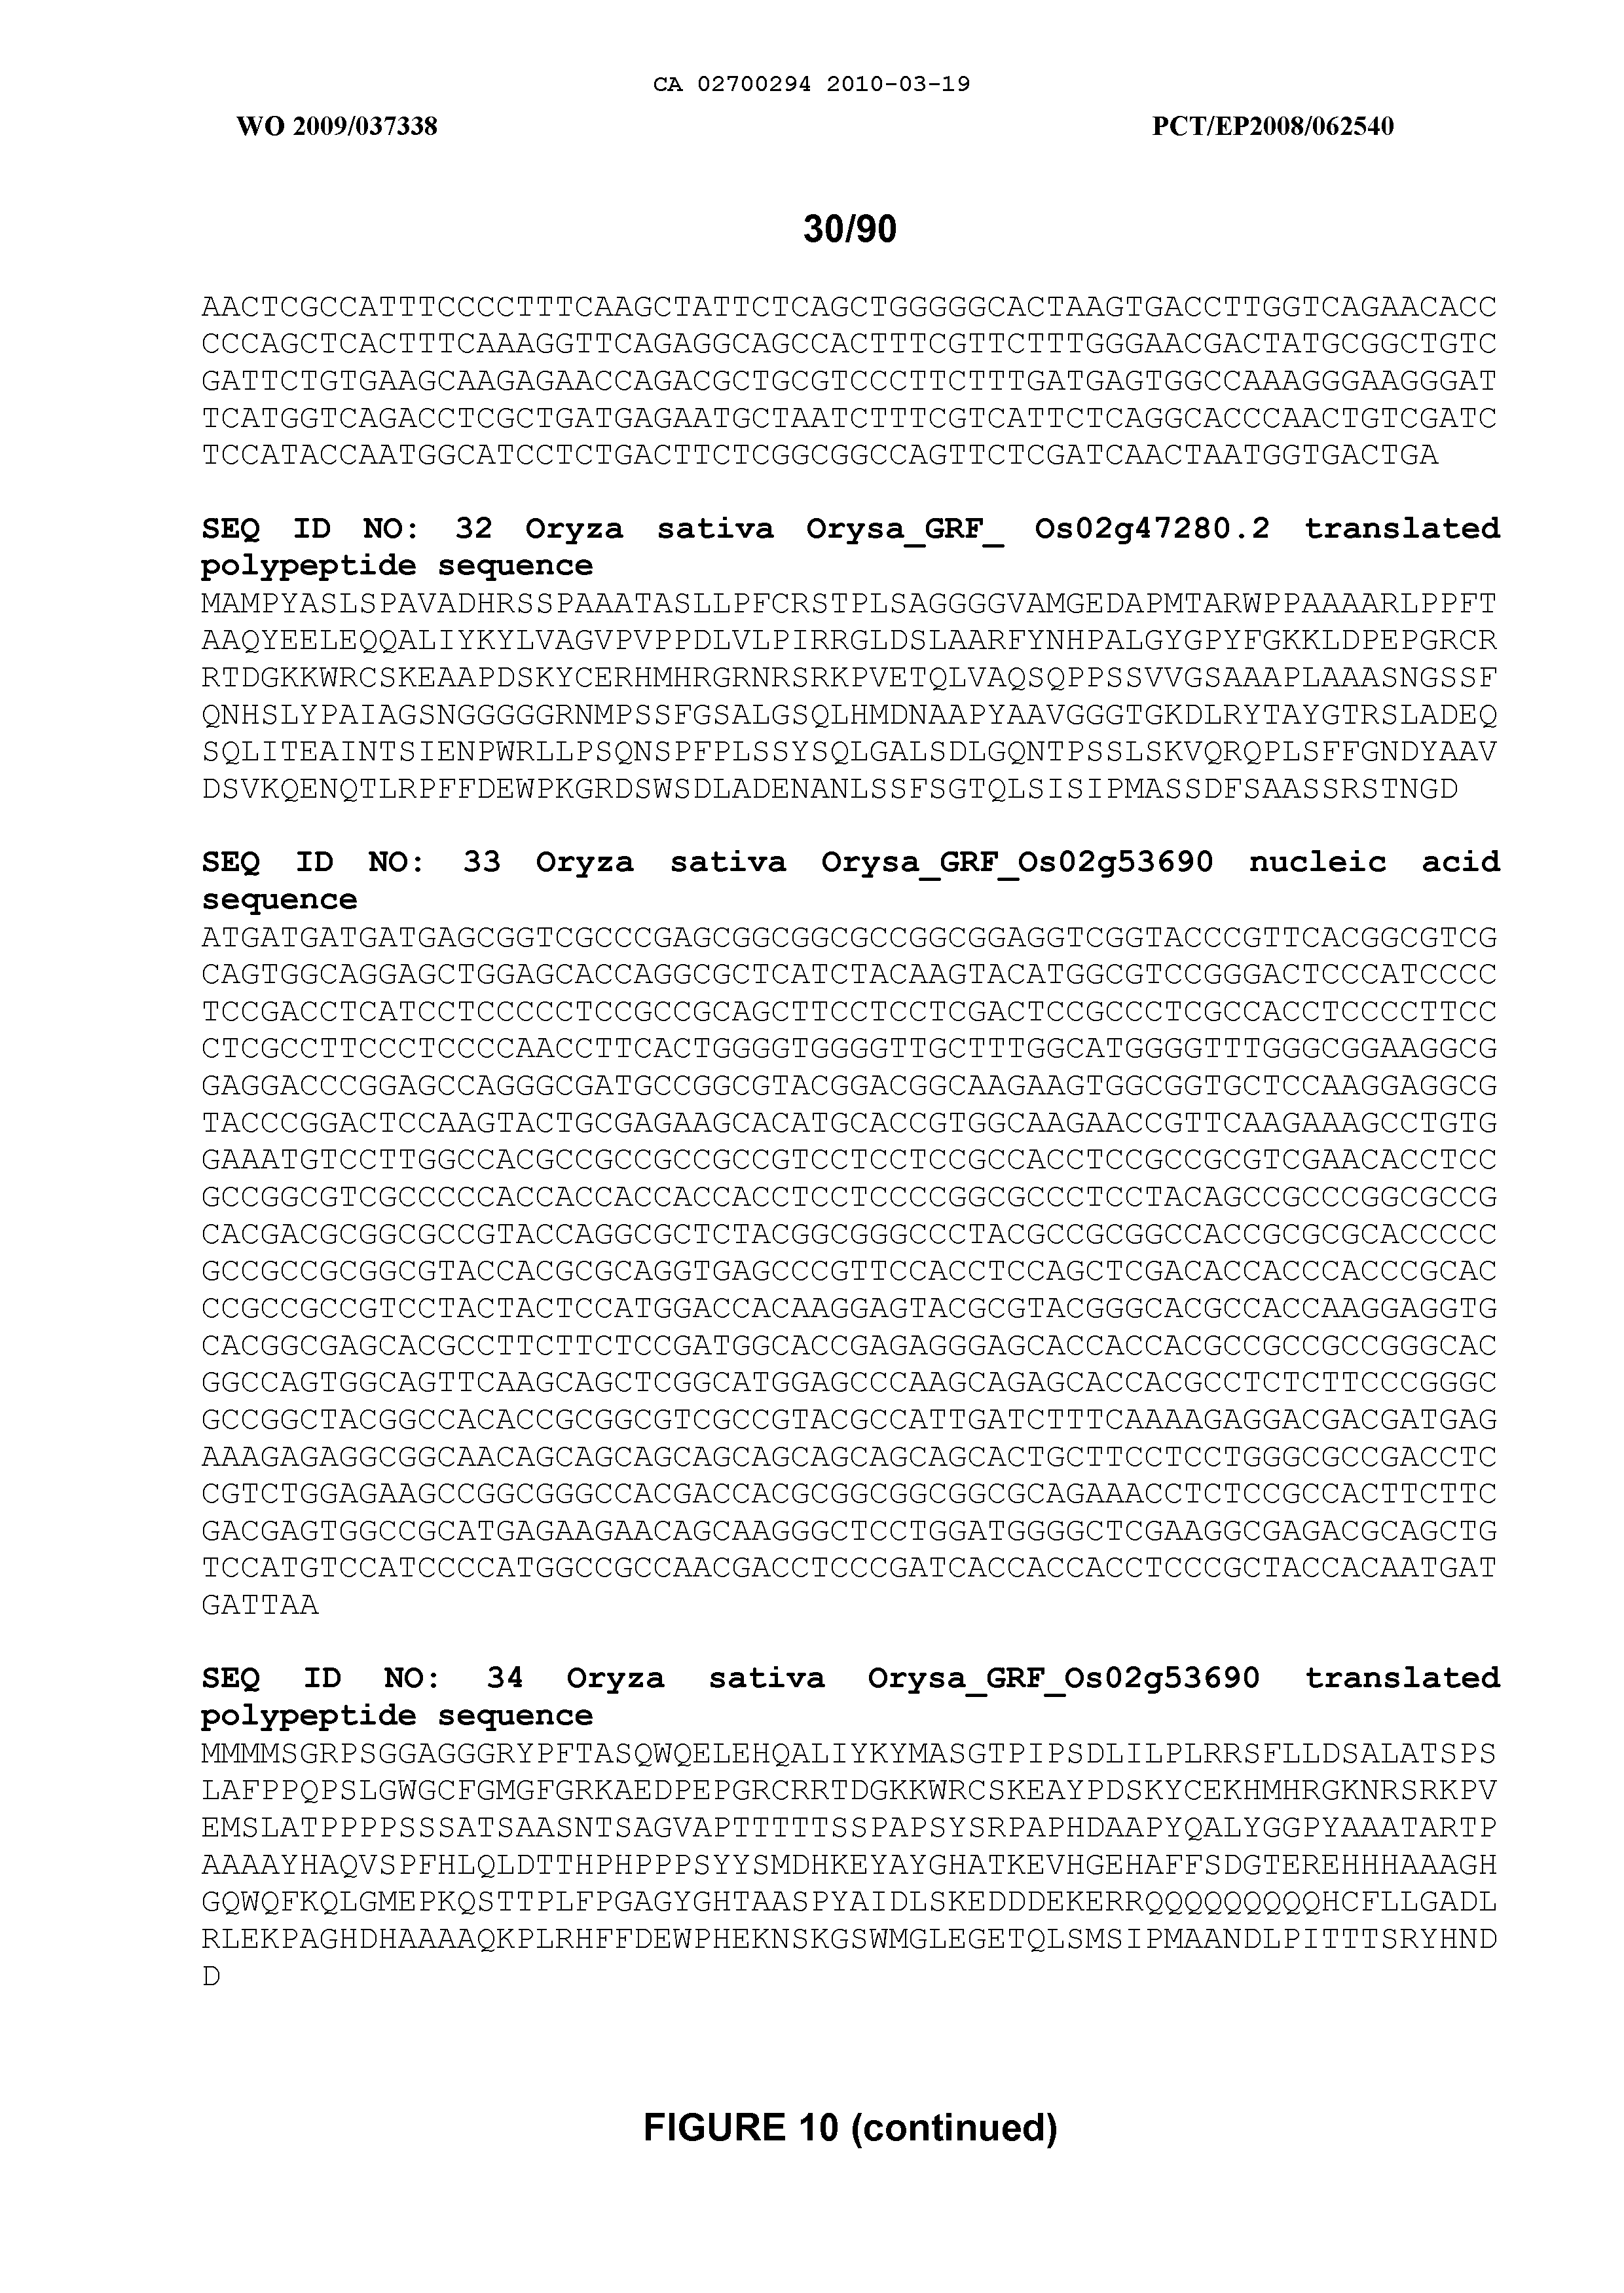 CA 02700294 2010-03-19
WO 2009/037338 PCT/EP2008/062540
30/90
AACTCGCCATTTCCCCTTTCAAGCTATTCTCAGCTGGGGGCACTAAGTGACCTTGGTCAGAACACC
CCCAGCTCACTTTCAAAGGTTCAGAGGCAGCCACTTTCGTTCTTTGGGAACGACTATGCGGCTGTC
GATTCTGTGAAGCAAGAGAACCAGACGCTGCGTCCCTTCTTTGATGAGTGGCCAAAGGGAAGGGAT
TCATGGTCAGACCTCGCTGATGAGAATGCTAATCTTTCGTCATTCTCAGGCACCCAACTGTCGATC
TCCATACCAATGGCATCCTCTGACTTCTCGGCGGCCAGTTCTCGATCAACTAATGGTGACTGA
SEQ ID NO: 32 Oryza sativa Orysa_GRF_ Os02g47280.2 translated
polypeptide sequence
MAMPYASLSPAVADHRSSPAAATASLLPFCRSTPLSAGGGGVAMGEDAPMTARWPPAAAARLPPFT
AAQYEELEQQALIYKYLVAGVPVPPDLVLPIRRGLDSLAARFYNHPALGYGPYFGKKLDPEPGRCR
RTDGKKWRCSKEAAPDSKYCERHMHRGRNRSRKPVETQLVAQSQPPSSVVGSAAAPLAAASNGSSF
QNHSLYPAIAGSNGGGGGRNMPSSFGSALGSQLHMDNAAPYAAVGGGTGKDLRYTAYGTRSLADEQ
SQLITEAINTSIENPWRLLPSQNSPFPLSSYSQLGALSDLGQNTPSSLSKVQRQPLSFFGNDYAAV
DSVKQENQTLRPFFDEWPKGRDSWSDLADENANLSSFSGTQLSISIPMASSDFSAASSRSTNGD
SEQ ID NO: 33 Oryza sativa Orysa_GRF_Os02g53690 nucleic acid
sequence
ATGATGATGATGAGCGGTCGCCCGAGCGGCGGCGCCGGCGGAGGTCGGTACCCGTTCACGGCGTCG
CAGTGGCAGGAGCTGGAGCACCAGGCGCTCATCTACAAGTACATGGCGTCCGGGACTCCCATCCCC
TCCGACCTCATCCTCCCCCTCCGCCGCAGCTTCCTCCTCGACTCCGCCCTCGCCACCTCCCCTTCC
CTCGCCTTCCCTCCCCAACCTTCACTGGGGTGGGGTTGCTTTGGCATGGGGTTTGGGCGGAAGGCG
GAGGACCCGGAGCCAGGGCGATGCCGGCGTACGGACGGCAAGAAGTGGCGGTGCTCCAAGGAGGCG
TACCCGGACTCCAAGTACTGCGAGAAGCACATGCACCGTGGCAAGAACCGTTCAAGAAAGCCTGTG
GAAATGTCCTTGGCCACGCCGCCGCCGCCGTCCTCCTCCGCCACCTCCGCCGCGTCGAACACCTCC
GCCGGCGTCGCCCCCACCACCACCACCACCTCCTCCCCGGCGCCCTCCTACAGCCGCCCGGCGCCG
CACGACGCGGCGCCGTACCAGGCGCTCTACGGCGGGCCCTACGCCGCGGCCACCGCGCGCACCCCC
GCCGCCGCGGCGTACCACGCGCAGGTGAGCCCGTTCCACCTCCAGCTCGACACCACCCACCCGCAC
CCGCCGCCGTCCTACTACTCCATGGACCACAAGGAGTACGCGTACGGGCACGCCACCAAGGAGGTG
CACGGCGAGCACGCCTTCTTCTCCGATGGCACCGAGAGGGAGCACCACCACGCCGCCGCCGGGCAC
GGCCAGTGGCAGTTCAAGCAGCTCGGCATGGAGCCCAAGCAGAGCACCACGCCTCTCTTCCCGGGC
GCCGGCTACGGCCACACCGCGGCGTCGCCGTACGCCATTGATCTTTCAAAAGAGGACGACGATGAG
AAAGAGAGGCGGCAACAGCAGCAGCAGCAGCAGCAGCAGCACTGCTTCCTCCTGGGCGCCGACCTC
CGTCTGGAGAAGCCGGCGGGCCACGACCACGCGGCGGCGGCGCAGAAACCTCTCCGCCACTTCTTC
GACGAGTGGCCGCATGAGAAGAACAGCAAGGGCTCCTGGATGGGGCTCGAAGGCGAGACGCAGCTG
TCCATGTCCATCCCCATGGCCGCCAACGACCTCCCGATCACCACCACCTCCCGCTACCACAATGAT
GATTAA
SEQ ID NO: 34 Oryza sativa Orysa_GRF_Os02g53690 translated
polypeptide sequence
MMMMSGRPSGGAGGGRYPFTASQWQELEHQALIYKYMASGTPIPSDLILPLRRSFLLDSALATSPS
LAFPPQPSLGWGCFGMGFGRKAEDPEPGRCRRTDGKKWRCSKEAYPDSKYCEKHMHRGKNRSRKPV
EMSLATPPPPSSSATSAASNTSAGVAPTTTTTSSPAPSYSRPAPHDAAPYQALYGGPYAAATARTP
AAAAYHAQVSPFHLQLDTTHPHPPPSYYSMDHKEYAYGHATKEVHGEHAFFSDGTEREHHHAAAGH
GQWQFKQLGMEPKQSTTPLFPGAGYGHTAASPYAIDLSKEDDDEKERRQQQQQQQQQHCFLLGADL
RLEKPAGHDHAAAAQKPLRHFFDEWPHEKNSKGSWMGLEGETQLSMSIPMAANDLPITTTSRYHND
D
FIGURE 10 (continued)